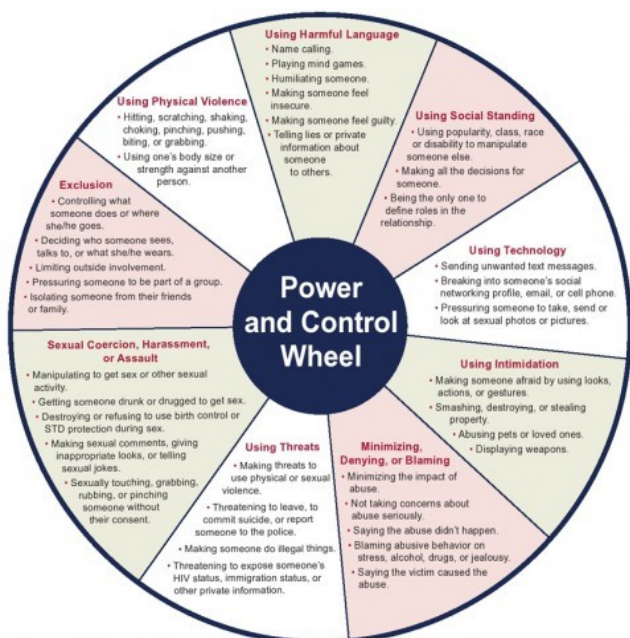 Using Harmful Language
• Name calling.
• Playing mind games.
• Humiliating someone.
• Making someone feel
insecure.
• Making someone feel guilty.
• Telling lies or private
information about
someone
to others.
Using Social Standing
• Using popularity, class, race
or disability to manipulate
someone else.
• Making all the decisions for
someone.
• Being the only one to
define roles in the
relationship.
Using Technology
• Sending unwanted text messages.
• Breaking into someone's social
networking profile, email, or cell phone.
• Pressuring someone to take, send or
look at sexual photos or pictures.
Using Intimidation
• Making someone afraid by using looks,
actions, or gestures.
• Smashing, destroying, or stealing
property.
• Abusing pets or loved ones.
• Displaying weapons.
Minimizing,
Denying, or Blaming
• Minimizing the impact of
abuse.
• Not taking concerns about
abuse seriously.
• Saying the abuse didn't happen.
• Blaming abusive behavior on
stress, alcohol, drugs, or jealousy.
• Saying the victim caused the
abuse.
Using Threats
• Making threats to
use physical or sexual
violence.
• Threatening to leave, to
commit suicide, or report
someone to the police.
• Making someone do illegal things.
• Threatening to expose someone's
HIV status, immigration status, or
other private information.
Sexual Coercion, Harassment,
or Assault
• Manipulating to get sex or other sexual
activity.
• Getting someone drunk or drugged to get sex.
• Destroying or refusing to use birth control or
STD protection during sex.
• Making sexual comments, giving
inappropriate looks, or telling
sexual jokes.
• Sexually touching, grabbing,
rubbing, or pinching
someone without
their consent.
Exclusion
• Controlling what
someone does or where
she/he goes.
• Deciding who someone sees,
talks to, or what she/he wears.
• Limiting outside involvement.
• Pressuring someone to be part of a group.
• Isolating someone from their friends
or family.
Using Physical Violence
• Hitting, scratching, shaking,
choking, pinching, pushing,
biting, or grabbing.
• Using one's body size or
strength against another
person.
Power
and Control
Wheel